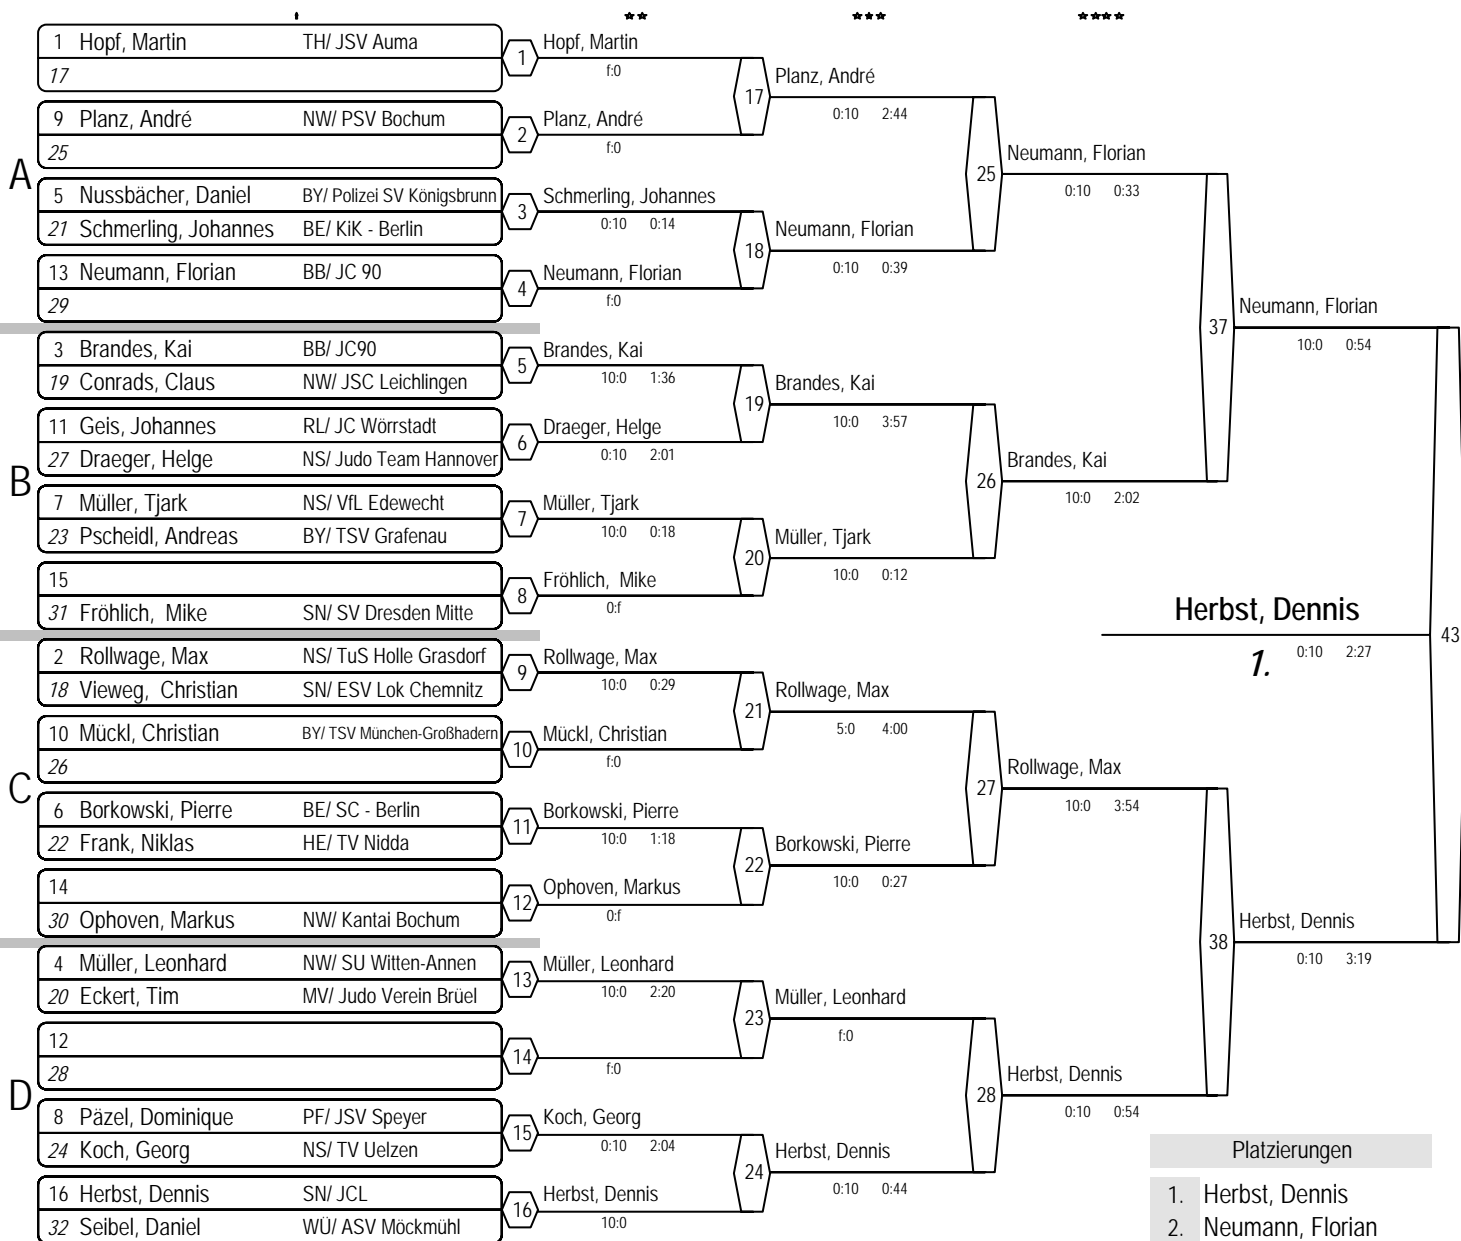 1 Hopf, Martin TH/ JSV Auma
17
9 Planz, André NW/ PSV Bochum
25
A
5 Nussbächer, Daniel BY/ Polizei SV Königsbrunn
21 Schmerling, Johannes BE/ KiK - Berlin
13 Neumann, Florian BB/ JC 90
29
3 Brandes, Kai BB/ JC90
19 Conrads, Claus NW/ JSC Leichlingen
11 Geis, Johannes RL/ JC Wörrstadt
27 Draeger, Helge NS/ Judo Team Hannover
B
7 Müller, Tjark NS/ VfL Edewecht
23 Pscheidl, Andreas BY/ TSV Grafenau
15
31 Fröhlich, Mike SN/ SV Dresden Mitte
2 Rollwage, Max NS/ TuS Holle Grasdorf
18 Vieweg, Christian SN/ ESV Lok Chemnitz
10 Mückl, Christian BY/ TSV München-Großhadern
26
C
6 Borkowski, Pierre BE/ SC - Berlin
22 Frank, Niklas HE/ TV Nidda
14
30 Ophoven, Markus NW/ Kantai Bochum
4 Müller, Leonhard NW/ SU Witten-Annen
20 Eckert, Tim MV/ Judo Verein Brüel
12
28
D
8 Päzel, Dominique PF/ JSV Speyer
24 Koch, Georg NS/ TV Uelzen
16 Herbst, Dennis SN/ JCL
32 Seibel, Daniel WÜ/ ASV Möckmühl
1 Hopf, Martin
f:0
2 Planz, André
f:0
3 Schmerling, Johannes
0:10 0:14
4 Neumann, Florian
f:0
5 Brandes, Kai
10:0 1:36
6 Draeger, Helge
0:10 2:01
7 Müller, Tjark
10:0 0:18
8 Fröhlich, Mike
0:f
9 Rollwage, Max
10:0 0:29
10 Mückl, Christian
f:0
11 Borkowski, Pierre
10:0 1:18
12 Ophoven, Markus
0:f
13 Müller, Leonhard
10:0 2:20
14
f:0
15 Koch, Georg
0:10 2:04
16 Herbst, Dennis
10:0
17 Planz, André
0:10 2:44
18 Neumann, Florian
0:10 0:39
19 Brandes, Kai
10:0 3:57
20 Müller, Tjark
10:0 0:12
21 Rollwage, Max
5:0 4:00
22 Borkowski, Pierre
10:0 0:27
23 Müller, Leonhard
f:0
24 Herbst, Dennis
0:10 0:44
25 Neumann, Florian
0:10 0:33
26 Brandes, Kai
10:0 2:02
27 Rollwage, Max
10:0 3:54
28 Herbst, Dennis
0:10 0:54
37 Neumann, Florian
10:0 0:54
38 Herbst, Dennis
0:10 3:19
43
Herbst, Dennis
1. 0:10 2:27
Platzierungen
1. Herbst, Dennis
2. Neumann, Florian